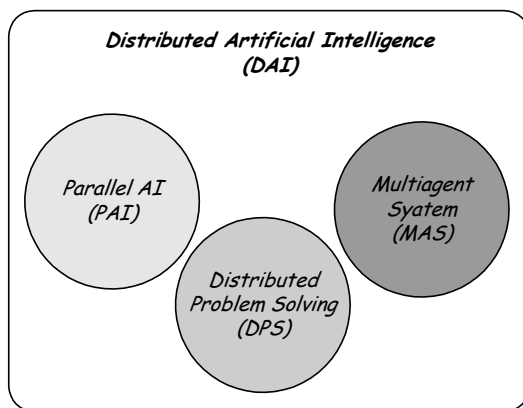 Distributed Artificial Intelligence
(DAI)
Parallel AI
(PAI)
Multiagent
Syatem
(MAS)
Distributed
Problem Solving
(DPS)